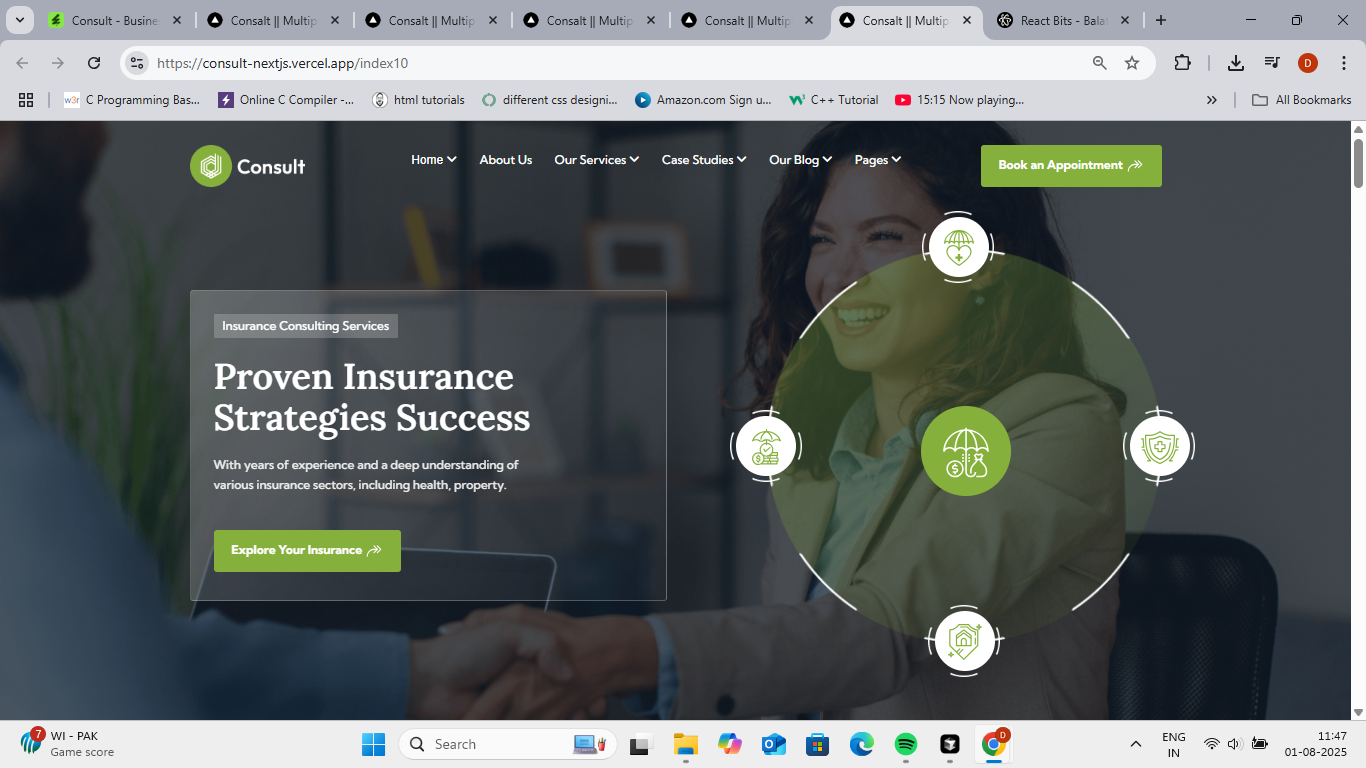 Consult - Busine
Consalt || Multip
Consalt || Multip
Consalt || Multip
Consalt || Multip
Consalt || Multip
React Bits - Bala
https://consult-nextjs.vercel.app/index10
D
w3r
C Programming Bas...
Online C Compiler -...
html tutorials
different css designi...
Amazon.com Sign u...
C++ Tutorial
15:15 Now playing...
All Bookmarks
Consult
Home
About Us
Our Services
Case Studies
Our Blog
Pages
Book an Appointment
Insurance Consulting Services
Proven Insurance
Strategies Success
With years of experience and a deep understanding of
various insurance sectors, including health, property.
Explore Your Insurance
7
WI - PAK
Game score
Search
D
ENG
IN
11:47
01-08-2025